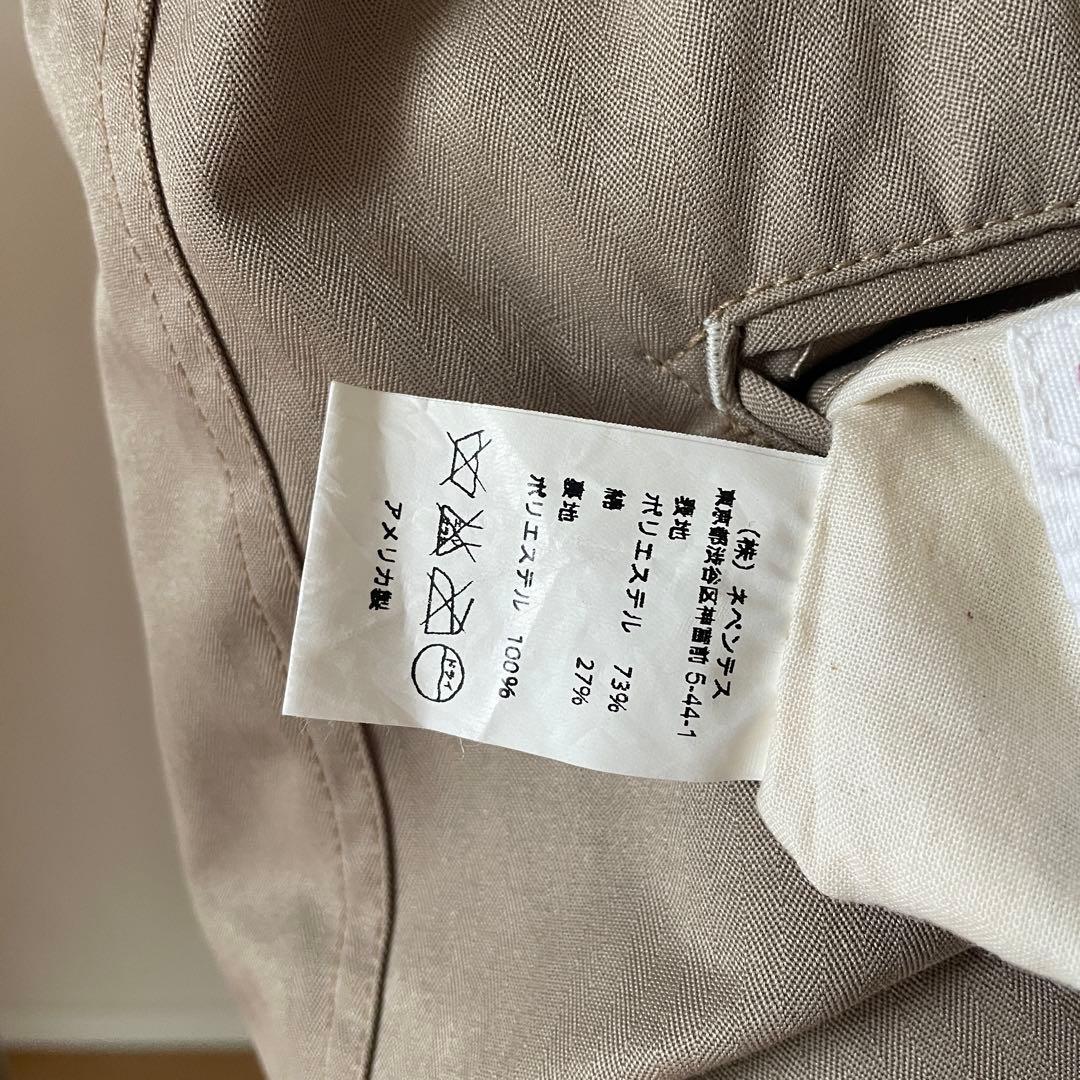 (株) ネペンテス
東京都渋谷区神宮前 5-44-1
表地
ポリエステル 73%
綿 27%
裏地
ポリエステル 100%
ドライ
アメリカ製